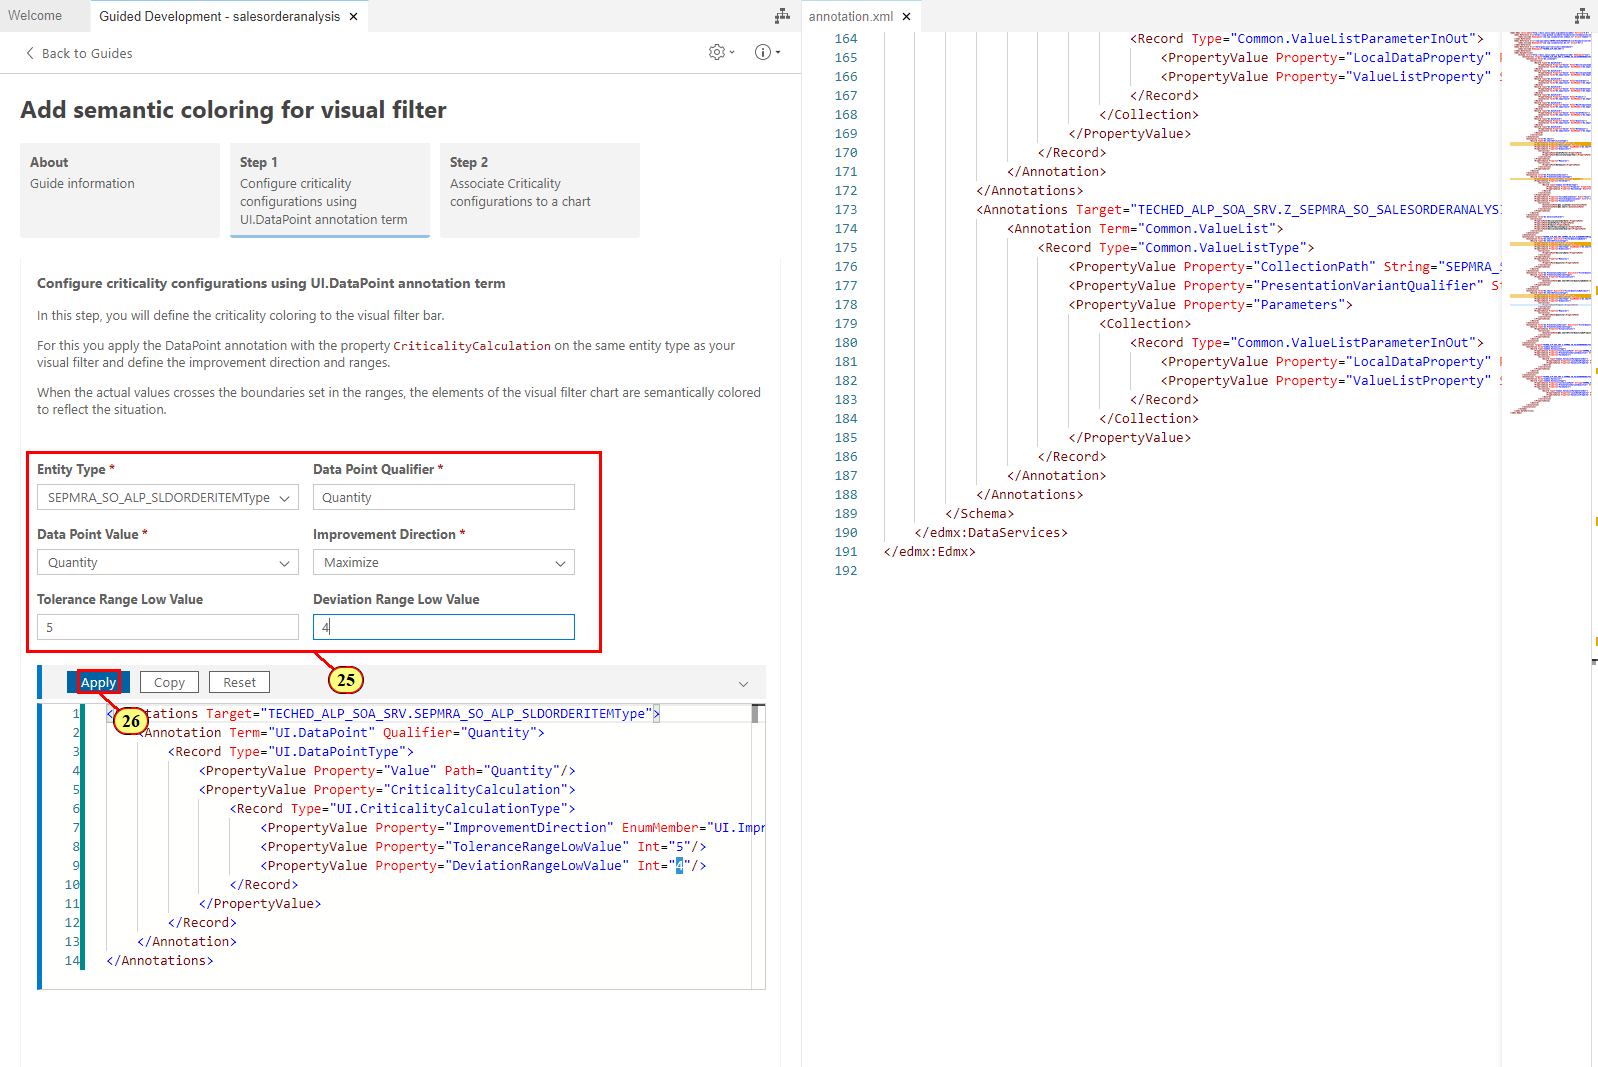 Welcome
Guided Development - salesorderanalysis
Back to Guides
Add semantic coloring for visual filter
About
Guide information
Step 1
Configure criticality
configurations using
UI.DataPoint annotation term
Step 2
Associate Criticality
configurations to a chart
Configure criticality configurations using UI.DataPoint annotation term
In this step, you will define the criticality coloring to the visual filter bar.
For this you apply the DataPoint annotation with the property CriticalityCalculation on the same entity type as your
visual filter and define the improvement direction and ranges.
When the actual values crosses the boundaries set in the ranges, the elements of the visual filter chart are semantically colored
to reflect the situation.
Entity Type * Data Point Qualifier *
SEPMRA_SO_ALP_SLDORDERITEMType Quantity
Data Point Value * Improvement Direction *
Quantity Maximize
Tolerance Range Low Value Deviation Range Low Value
5 4
25
Apply Copy Reset
26
1 < tations Target="TECHED_ALP_SOA_SRV.SEPMRA_SO_ALP_SLDORDERITEMType">
2 Annotation Term="UI.DataPoint" Qualifier="Quantity">
3 <Record Type="UI.DataPointType">
4 <PropertyValue Property="Value" Path="Quantity"/>
5 <PropertyValue Property="CriticalityCalculation">
6 <Record Type="UI.CriticalityCalculationType">
7 <PropertyValue Property="ImprovementDirection" EnumMember="UI.Impr
8 <PropertyValue Property="ToleranceRangeLowValue" Int="5"/>
9 <PropertyValue Property="DeviationRangeLowValue" Int="4"/>
10 </Record>
11 </PropertyValue>
12 </Record>
13 </Annotation>
14 </Annotations>
annotation.xml
164 <Record Type="Common.ValueListParameterInOut">
165 <PropertyValue Property="LocalDataProperty"
166 <PropertyValue Property="ValueListProperty"
167 </Record>
168 </Collection>
169 </PropertyValue>
170 </Record>
171 </Annotation>
172 </Annotations>
173 <Annotations Target="TECHED_ALP_SOA_SRV.Z_SEPMRA_SO_SALESORDERANALYS
174 <Annotation Term="Common.ValueList">
175 <Record Type="Common.ValueListType">
176 <PropertyValue Property="CollectionPath" String="SEPMRA_
177 <PropertyValue Property="PresentationVariantQualifier" St
178 <PropertyValue Property="Parameters">
179 <Collection>
180 <Record Type="Common.ValueListParameterInOut">
181 <PropertyValue Property="LocalDataProperty"
182 <PropertyValue Property="ValueListProperty"
183 </Record>
184 </Collection>
185 </PropertyValue>
186 </Record>
187 </Annotation>
188 </Annotations>
189 </Schema>
190 </edmx:DataServices>
191 </edmx:Edmx>
192